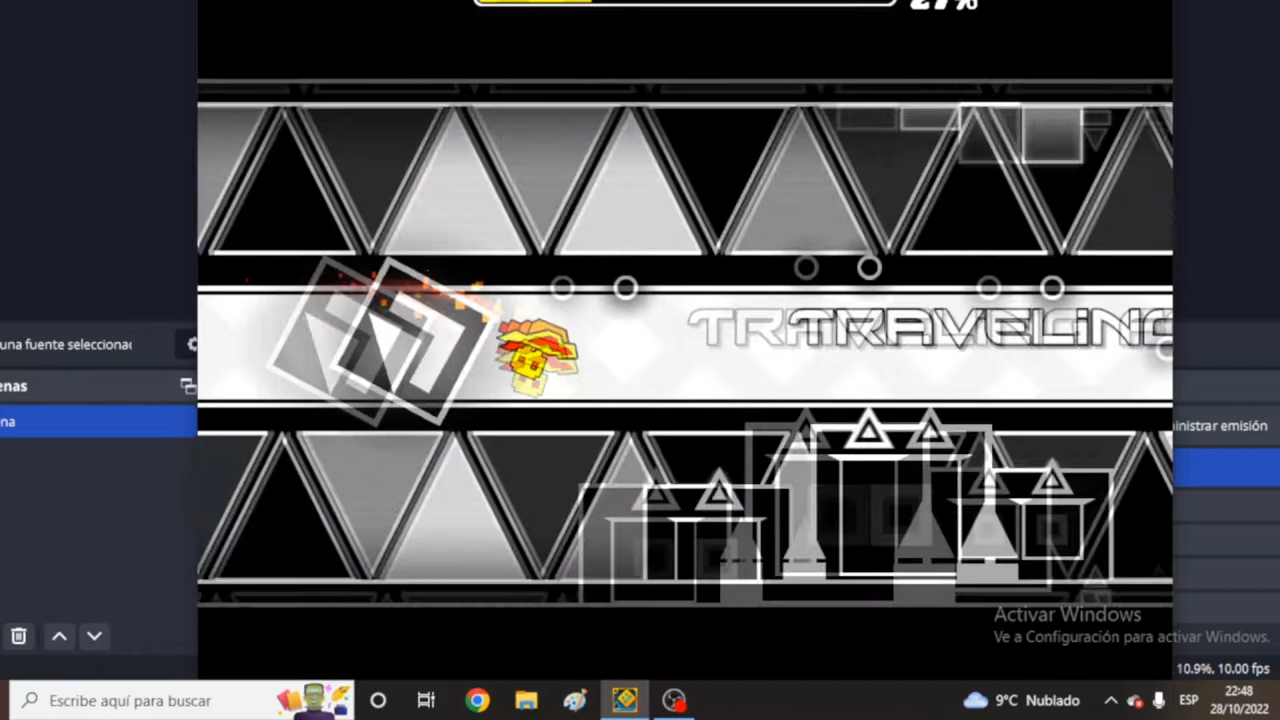 27%
TRTRAVELING
una fuente seleccionad
enas
na
inistrar emisión
Activar Windows
Ve a Configuración para activar Windows.
10.9%, 10.00 fps
Escribe aquí para buscar
9°C Nublado
ESP
22:48
28/10/2022